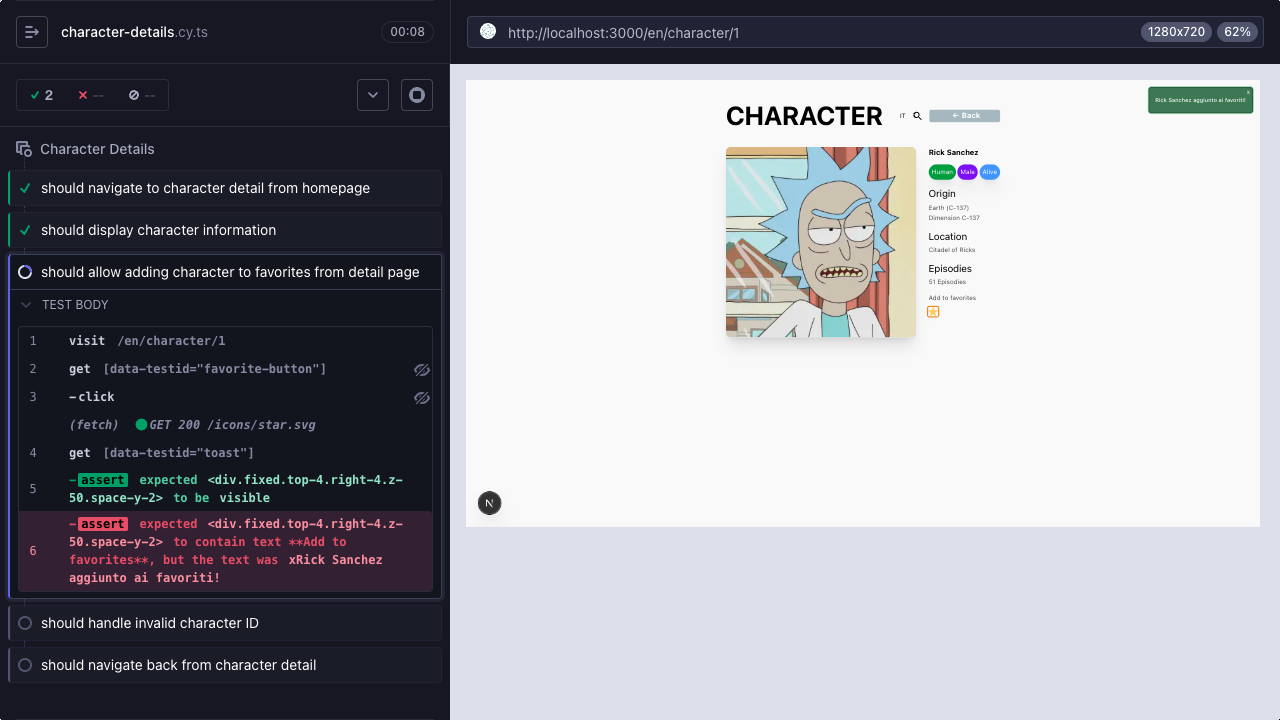 character-details.cy.ts
00:08
2
--
--
Character Details
should navigate to character detail from homepage
should display character information
should allow adding character to favorites from detail page
TEST BODY
1 visit /en/character/1
2 get [data-testid="favorite-button"]
3 -click
(fetch) GET 200 /icons/star.svg
4 get [data-testid="toast"]
5 -assert expected <div.fixed.top-4.right-4.z-
50.space-y-2> to be visible
6 -assert expected <div.fixed.top-4.right-4.z-
50.space-y-2> to contain text **Add to
favorites**, but the text was xRick Sanchez
aggiunto ai favoriti!
should handle invalid character ID
should navigate back from character detail
http://localhost:3000/en/character/1
1280x720
62%
CHARACTER
IT
← Back
x
Rick Sanchez aggiunto ai favoriti!
Rick Sanchez
Human Male Alive
Origin
Earth (C-137)
Dimension C-137
Location
Citadel of Ricks
Episodies
51 Episodies
Add to favorites
N